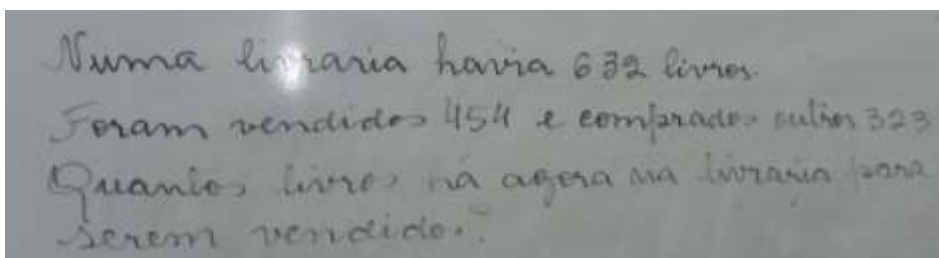 Numa livraria havia 632 livros.
Foram vendidos 454 e comprados outros 323
Quantos livros há agora na livraria para
serem vendidos?